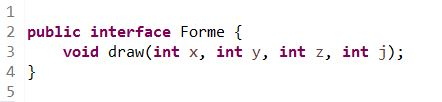 1
2 public interface Forme {
3     void draw(int x, int y, int z, int j);
4 }
5